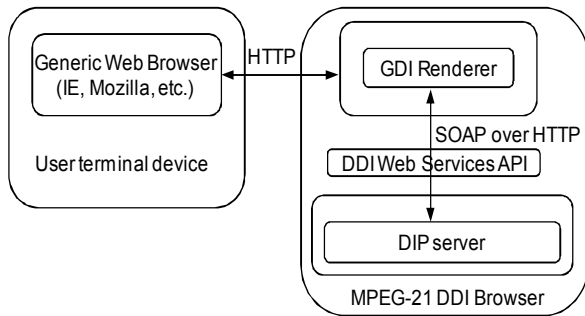 Generic Web Browser
(IE, Mozilla, etc.)
User terminal device
HTTP
GDI Renderer
SOAP over HTTP
DDI Web Services API
DIP server
MPEG-21 DDI Browser